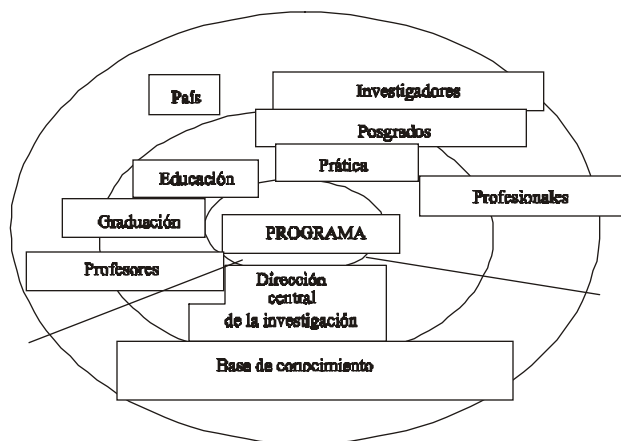 País
Investigadores
Posgrados
Prática
Educación
Profesionales
Graduación
PROGRAMA
Profesores
Dirección
central
de la investigación
Base de conocimiento